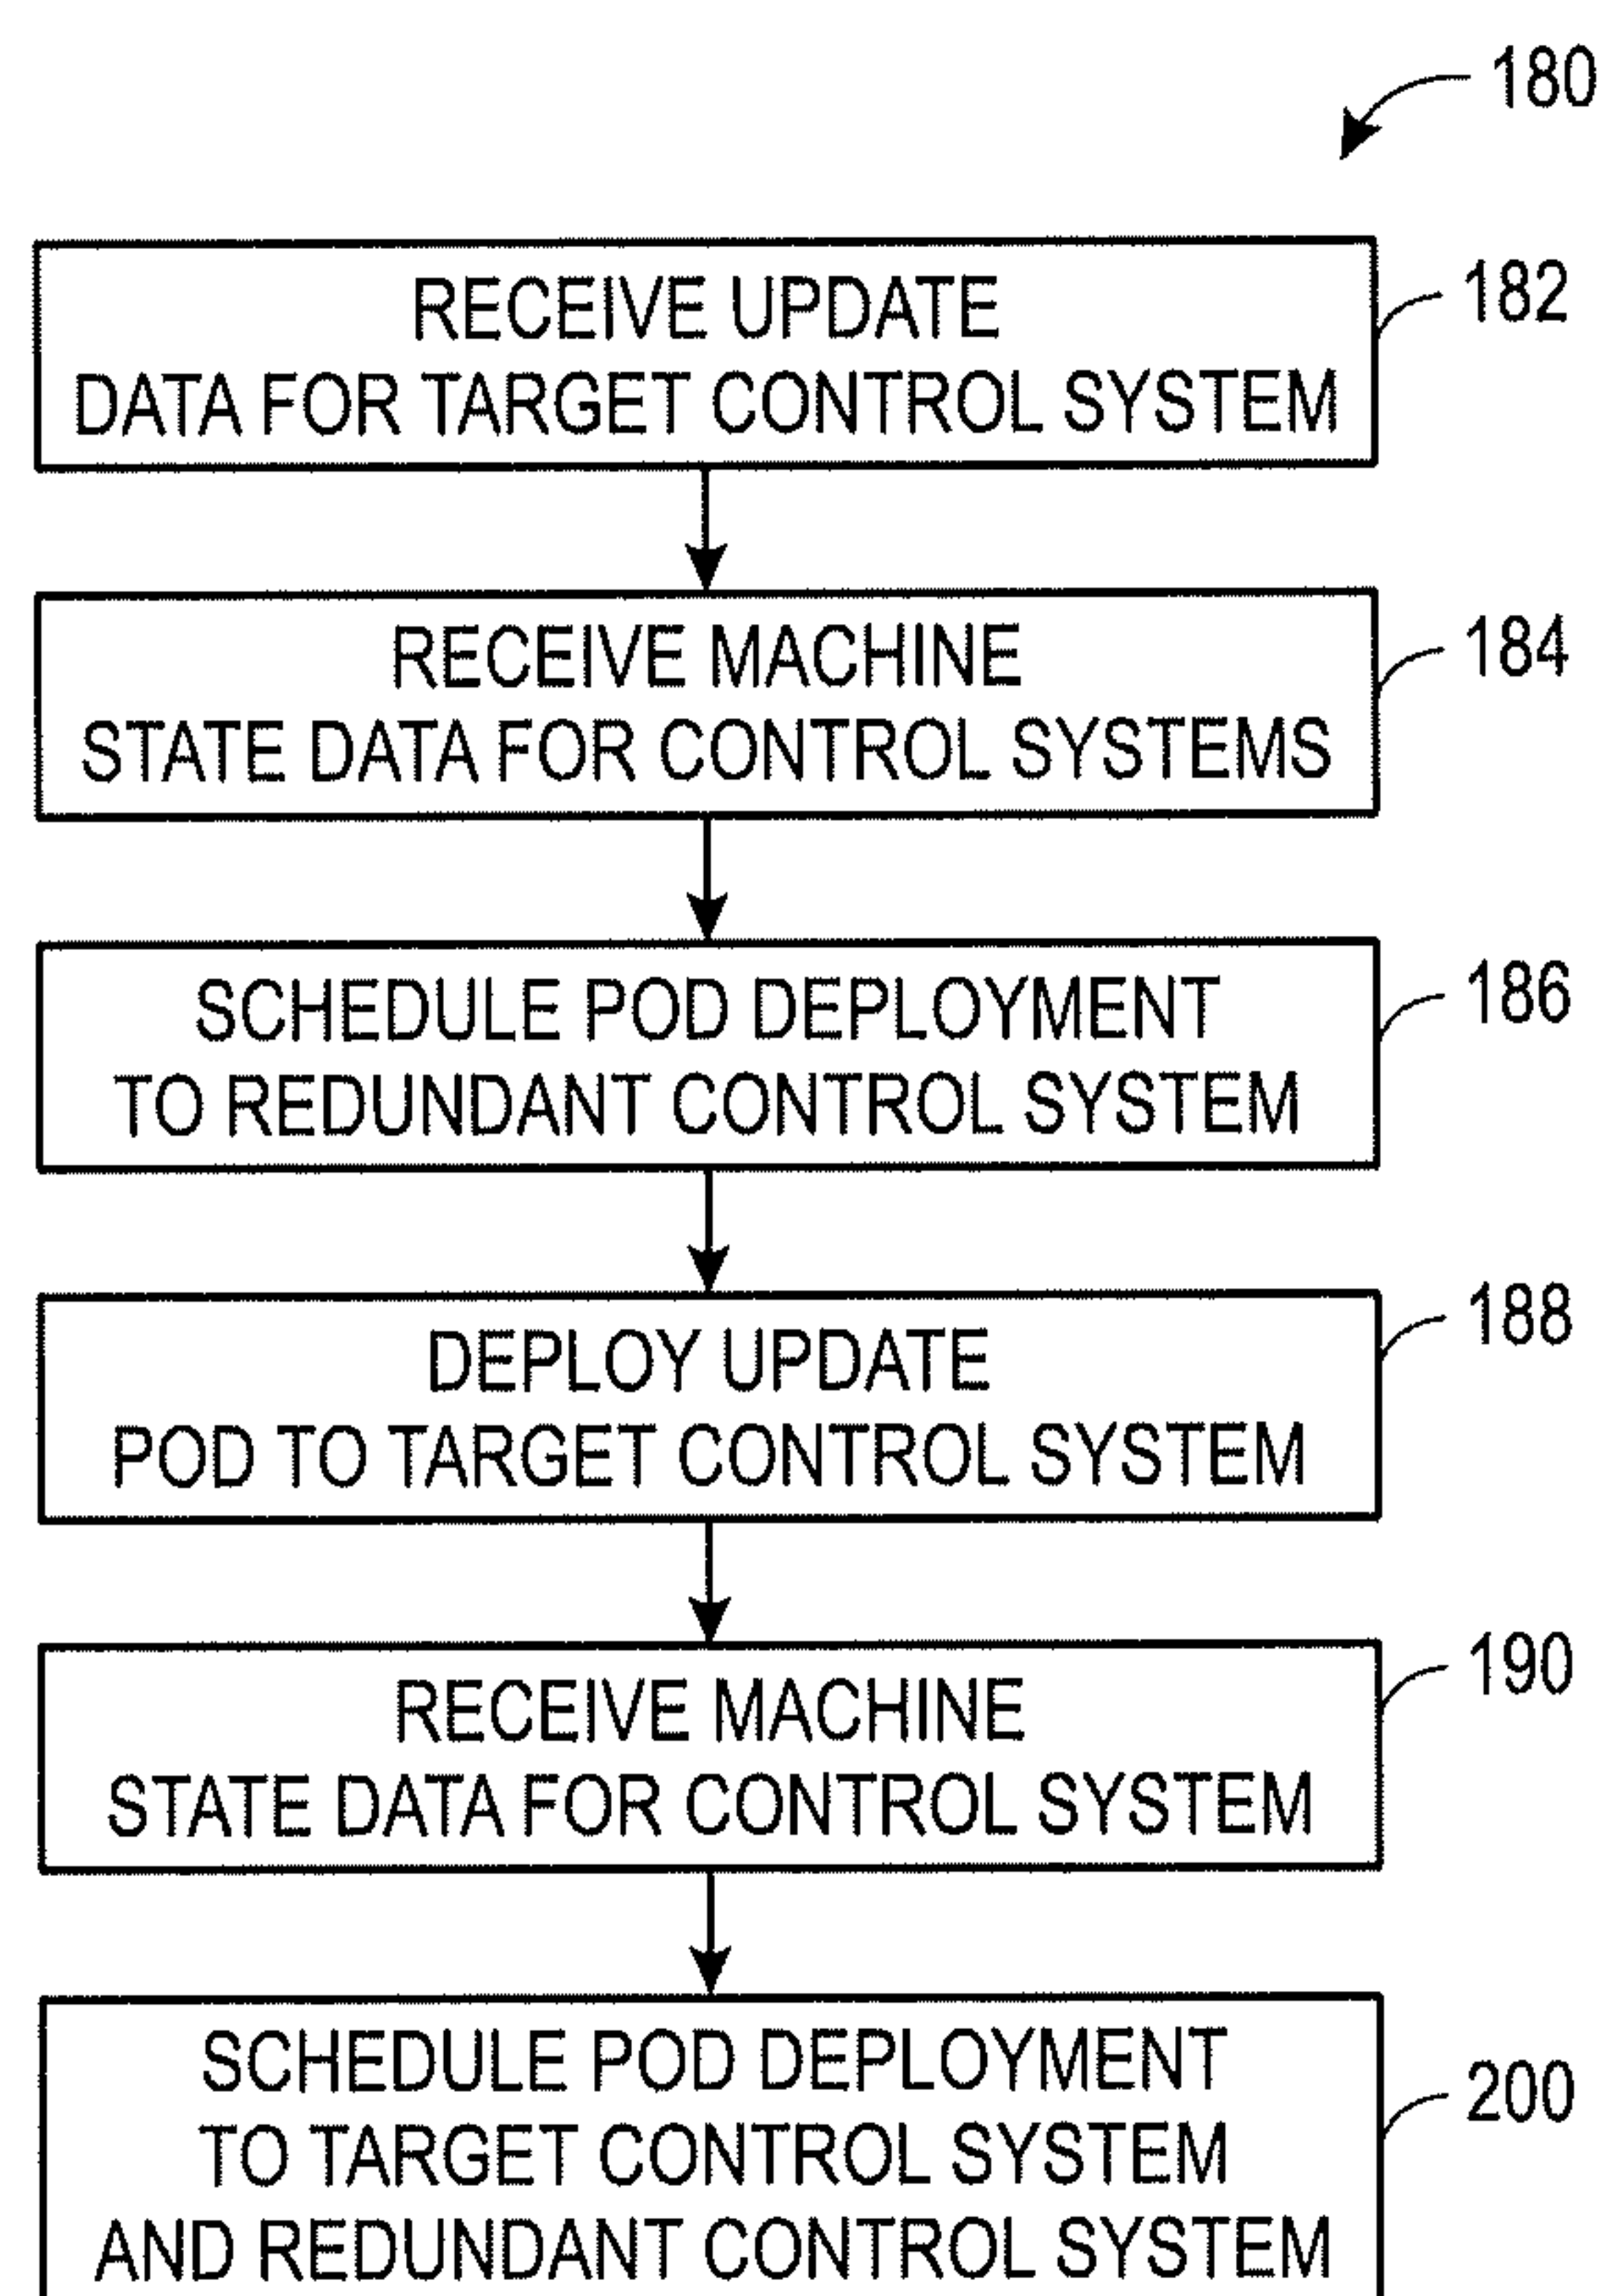 180
RECEIVE UPDATE
DATA FOR TARGET CONTROL SYSTEM
182
RECEIVE MACHINE
STATE DATA FOR CONTROL SYSTEMS
184
SCHEDULE POD DEPLOYMENT
TO REDUNDANT CONTROL SYSTEM
186
DEPLOY UPDATE
POD TO TARGET CONTROL SYSTEM
188
RECEIVE MACHINE
STATE DATA FOR CONTROL SYSTEM
190
SCHEDULE POD DEPLOYMENT
TO TARGET CONTROL SYSTEM
AND REDUNDANT CONTROL SYSTEM
200